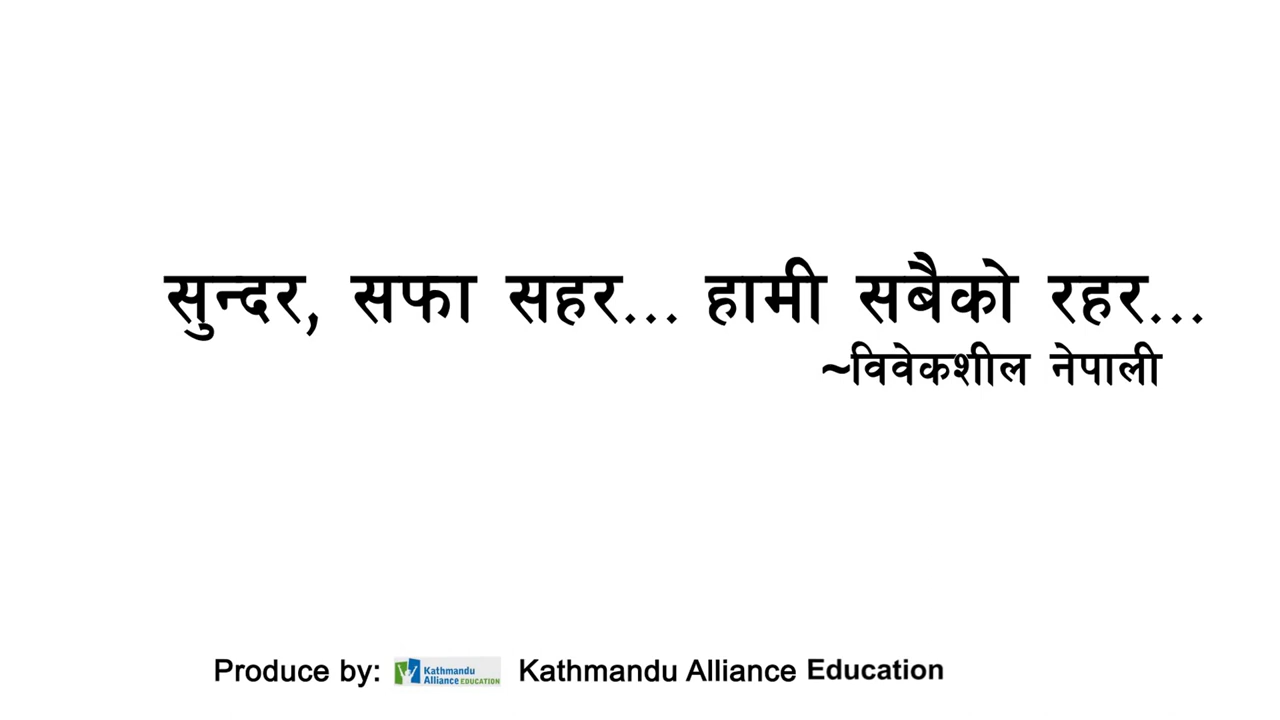 सुन्दर, सफा सहर... हामी सबैको रहर...
~विवेकशील नेपाली
Produce by: Kathmandu Alliance EDUCATION Kathmandu Alliance Education